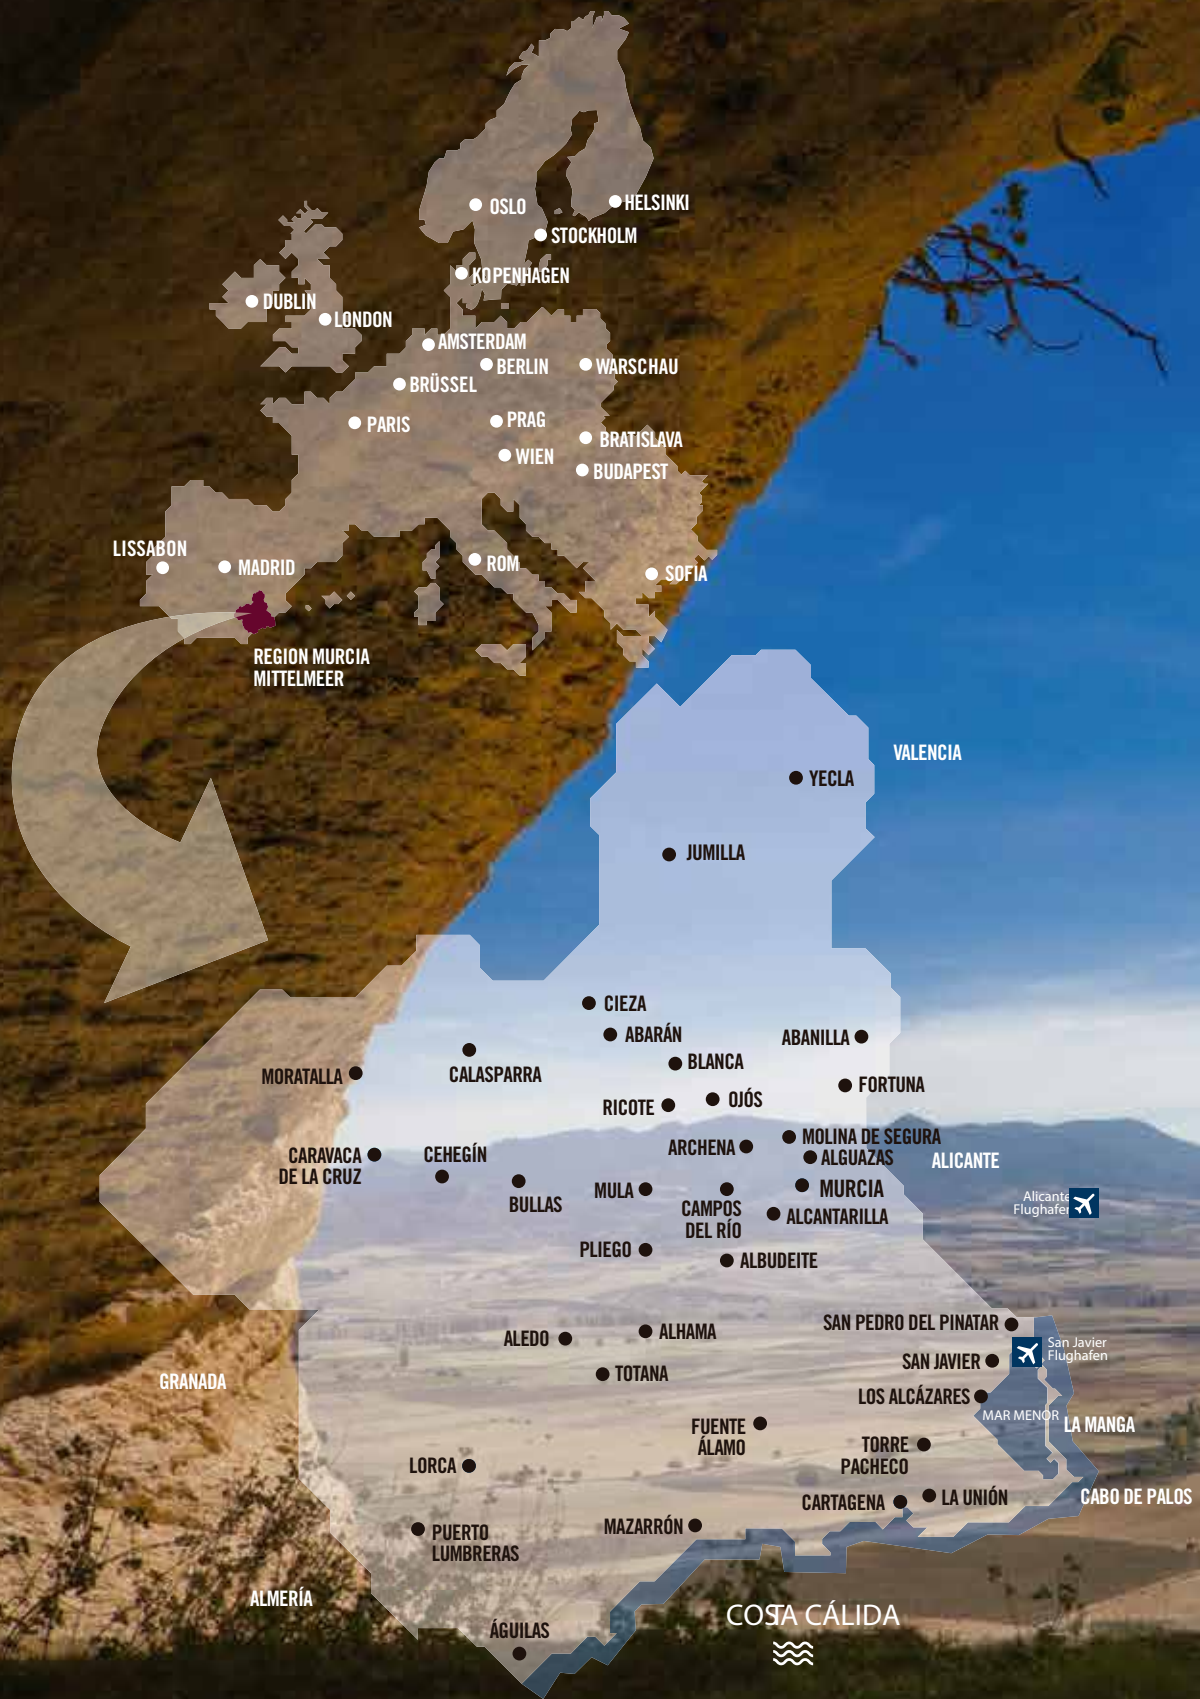 OSLO
HELSINKI
STOCKHOLM
KOPENHAGEN
DUBLIN
LONDON
AMSTERDAM
BERLIN
WARSCHAU
BRÜSSEL
PARIS
PRAG
BRATISLAVA
WIEN
BUDAPEST
LISSABON
MADRID
ROM
SOFIA
REGION MURCIA
MITTELMEER
VALENCIA
YECLA
JUMILLA
CIEZA
ABARÁN
ABANILLA
BLANCA
CALASPARRA
MORATALLA
FORTUNA
OJÓS
RICOTE
MOLINA DE SEGURA
ARCHENA
ALGUAZAS
ALICANTE
CARAVACA
DE LA CRUZ
CEHEGÍN
BULLAS
MULA
MURCIA
CAMPOS
DEL RÍO
ALCANTARILLA
Alicante
Flughafen
PLIEGO
ALBUDEITE
SAN PEDRO DEL PINATAR
ALEDO
ALHAMA
San Javier
Flughafen
SAN JAVIER
TOTANA
GRANADA
LOS ALCÁZARES
MAR MENOR
LA MANGA
FUENTE
ÁLAMO
TORRE
PACHECO
LORCA
CARTAGENA
LA UNIÓN
CABO DE PALOS
PUERTO
LUMBRERAS
MAZARRÓN
ALMERÍA
COSTA CÁLIDA
ÁGUILAS